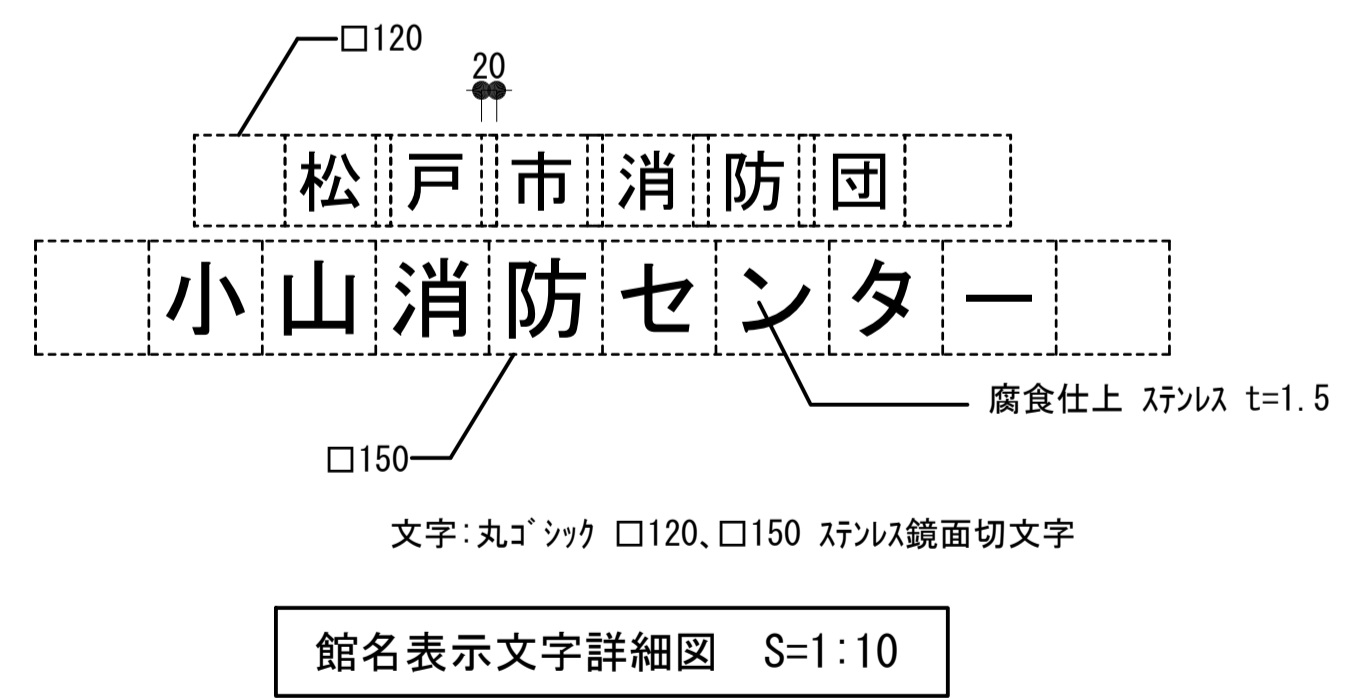 □120
20
松戸市消防団
小山消防センター
腐食仕上 ｽﾃﾝﾚｽ t=1.5
□150
文字:丸ｺﾞｼｯｸ □120、□150 ｽﾃﾝﾚｽ鏡面切文字
館名表示文字詳細図　S=1:10